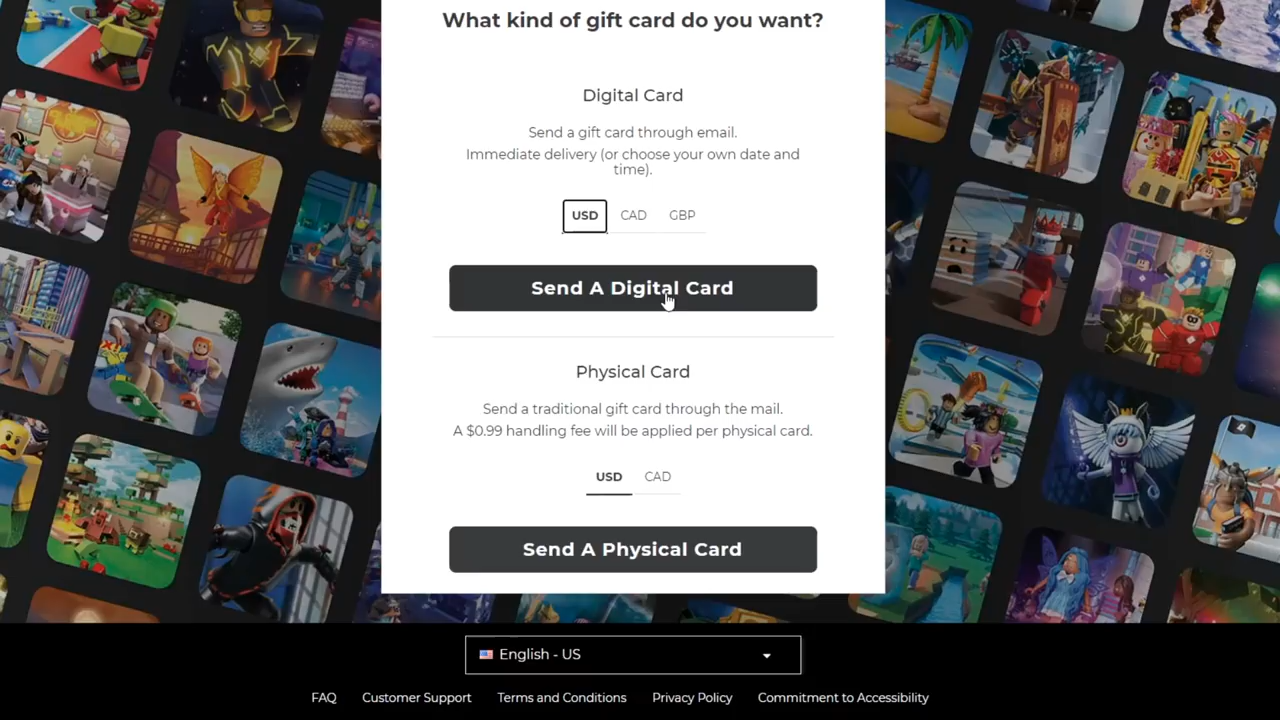 What kind of gift card do you want?
Digital Card
Send a gift card through email.
Immediate delivery (or choose your own date and
time).
USD CAD GBP
Send A Digital Card
Physical Card
Send a traditional gift card through the mail.
A $0.99 handling fee will be applied per physical card.
USD CAD
Send A Physical Card
English - US
FAQ Customer Support Terms and Conditions Privacy Policy Commitment to Accessibility